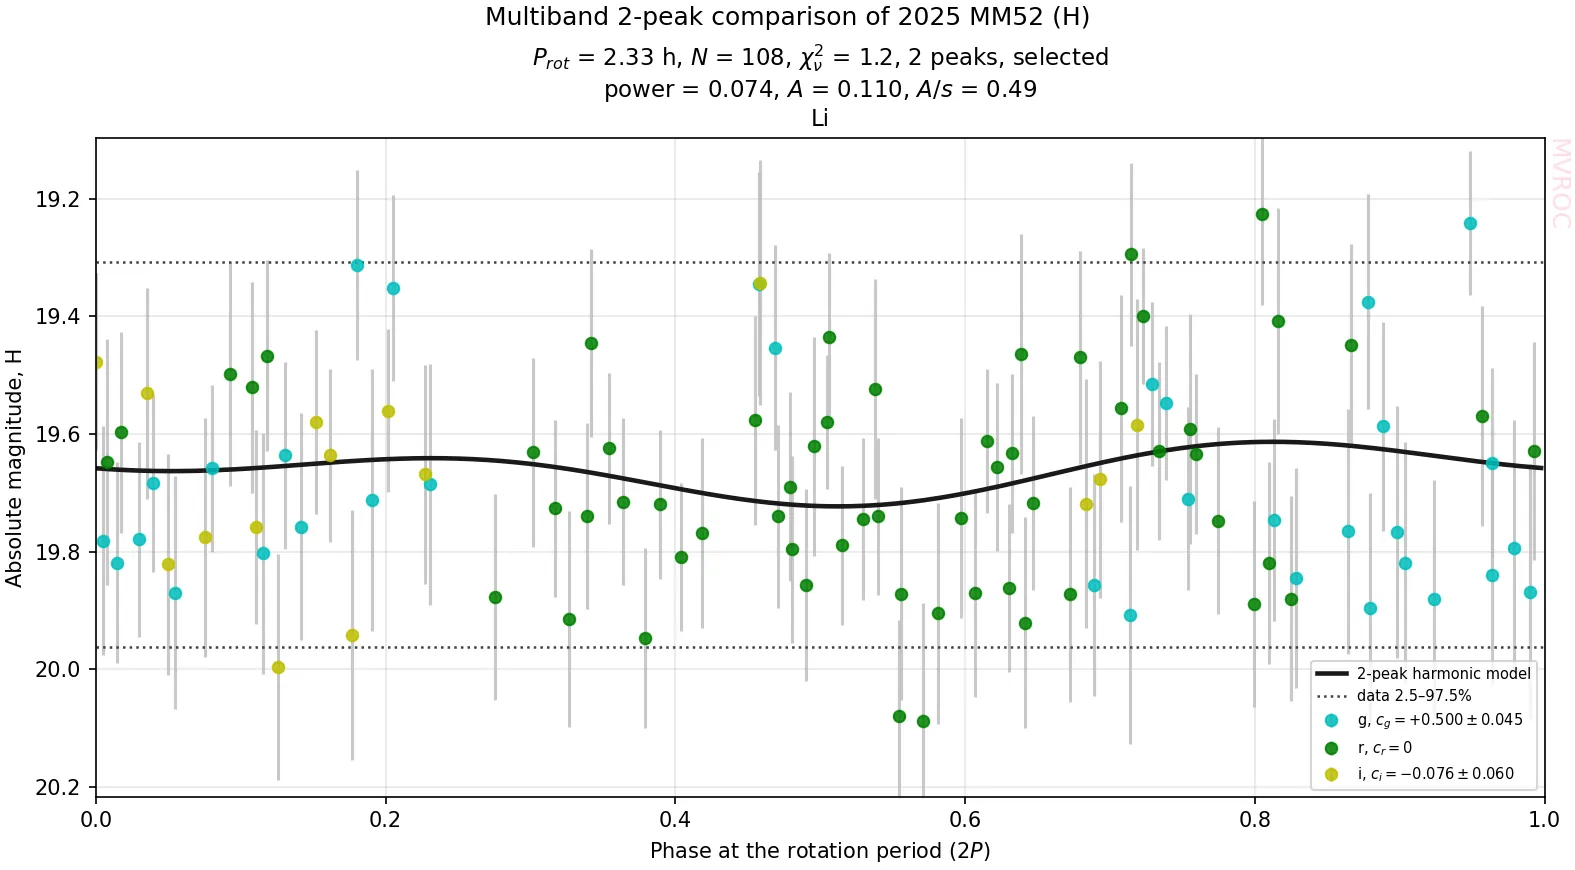 Multiband 2-peak comparison of 2025 MM52 (H)
P_rot = 2.33 h, N = 108, χ²_ν = 1.2, 2 peaks, selected
power = 0.074, A = 0.110, A/s = 0.49
Li
MVROC
19.2
19.4
19.6
19.8
20.0
20.2
Absolute magnitude, H
2-peak harmonic model
data 2.5–97.5%
g, c_g = +0.500 ± 0.045
r, c_r = 0
i, c_i = −0.076 ± 0.060
0.0 0.2 0.4 0.6 0.8 1.0
Phase at the rotation period (2P)